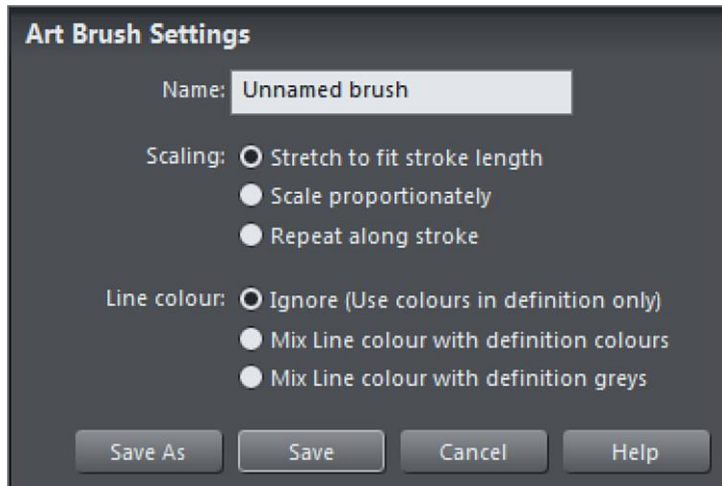 Art Brush Settings
Name: Unnamed brush
Scaling: Stretch to fit stroke length
Scale proportionately
Repeat along stroke
Line colour: Ignore (Use colours in definition only)
Mix Line colour with definition colours
Mix Line colour with definition greys
Save As Save Cancel Help